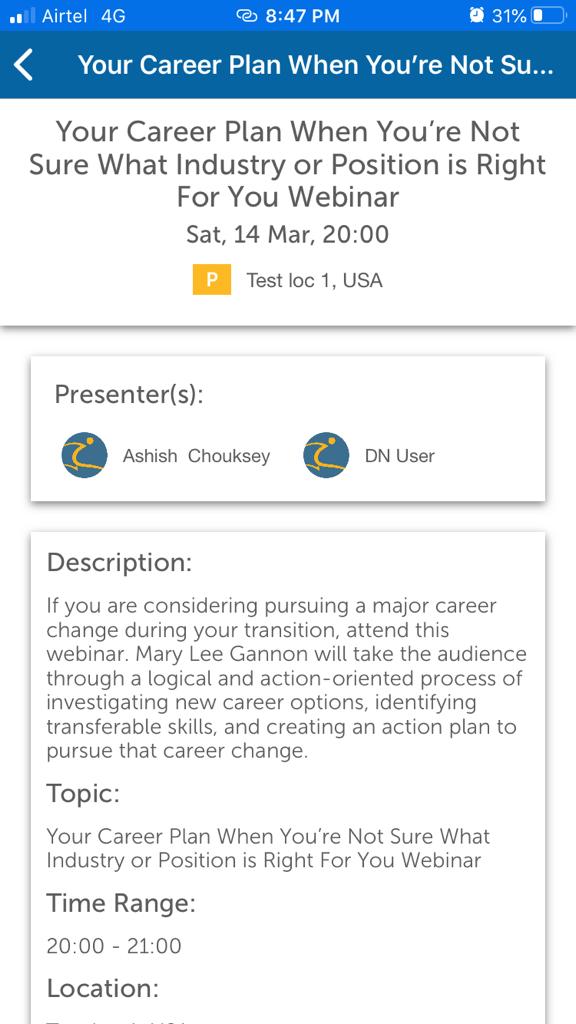 Airtel 4G 8:47 PM 31%
Your Career Plan When You’re Not Su...
Your Career Plan When You’re Not
Sure What Industry or Position is Right
For You Webinar
Sat, 14 Mar, 20:00
P Test loc 1, USA
Presenter(s):
Ashish Chouksey DN User
Description:
If you are considering pursuing a major career
change during your transition, attend this
webinar. Mary Lee Gannon will take the audience
through a logical and action-oriented process of
investigating new career options, identifying
transferable skills, and creating an action plan to
pursue that career change.
Topic:
Your Career Plan When You’re Not Sure What
Industry or Position is Right For You Webinar
Time Range:
20:00 - 21:00
Location: